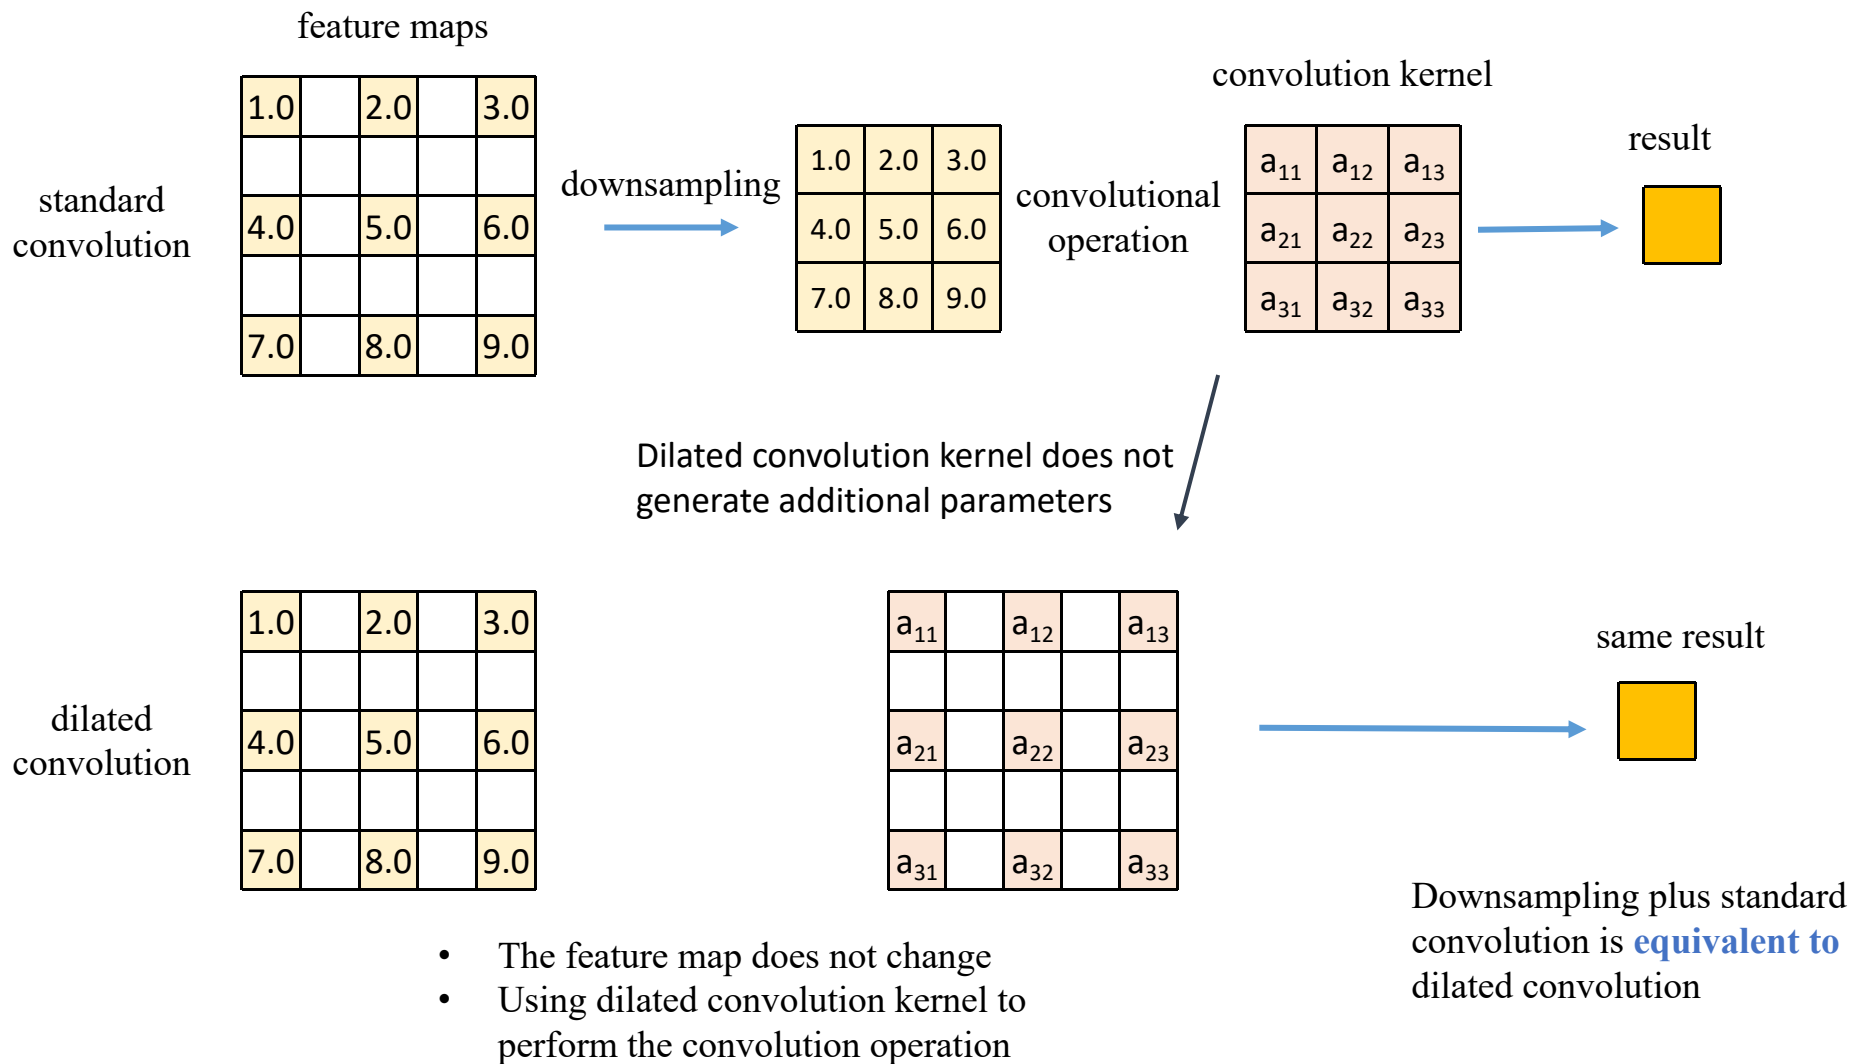 feature maps
convolution kernel
result
standard
convolution
1.0 2.0 3.0
4.0 5.0 6.0
7.0 8.0 9.0
downsampling
1.0 2.0 3.0
4.0 5.0 6.0
7.0 8.0 9.0
convolutional
operation
a11 a12 a13
a21 a22 a23
a31 a32 a33
Dilated convolution kernel does not
generate additional parameters
dilated
convolution
1.0 2.0 3.0
4.0 5.0 6.0
7.0 8.0 9.0
a11 a12 a13
a21 a22 a23
a31 a32 a33
same result
• The feature map does not change
• Using dilated convolution kernel to
perform the convolution operation
Downsampling plus standard
convolution is equivalent to
dilated convolution